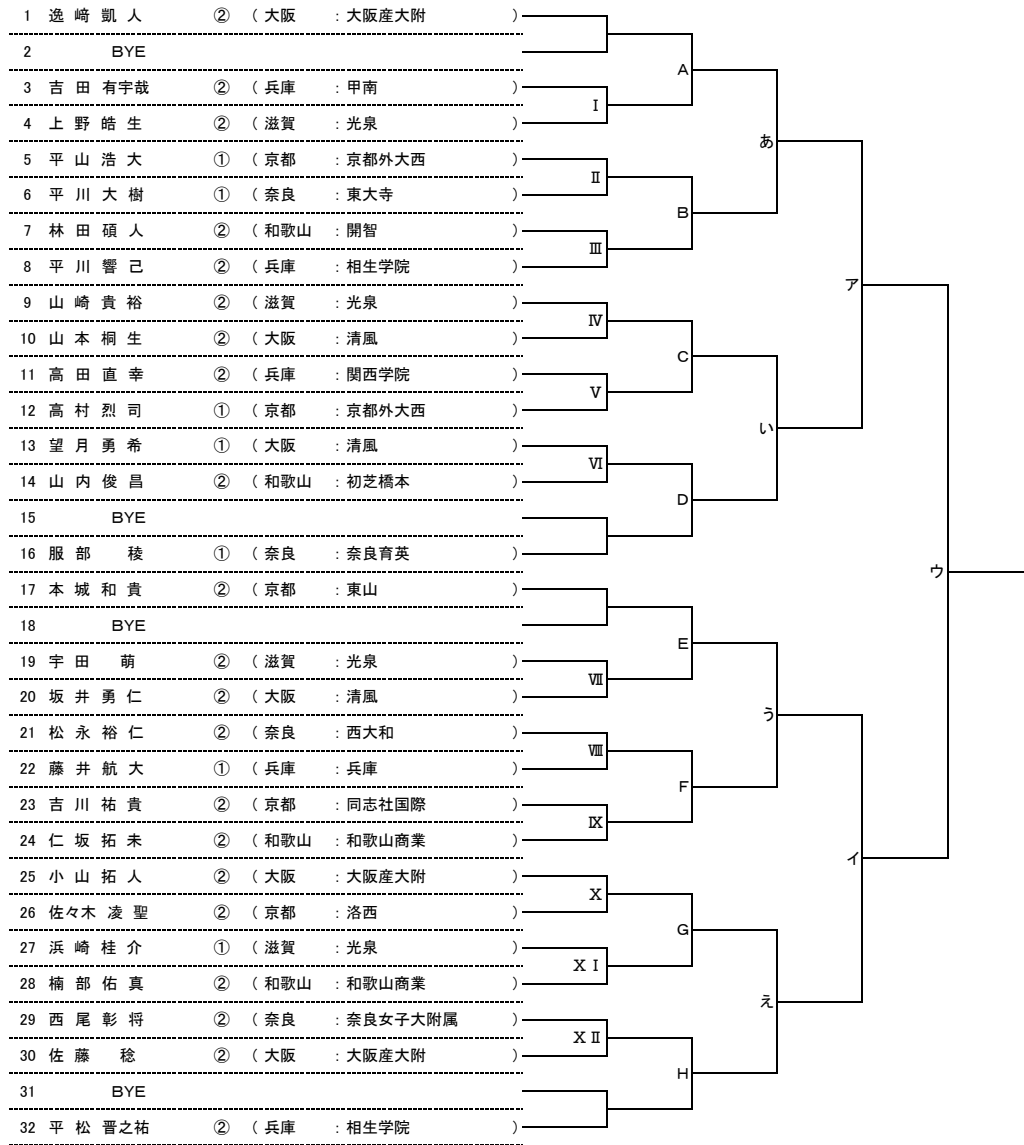 1 逸﨑凱人 ② (大阪 : 大阪産大附 )
2 BYE
A
3 吉田有宇哉 ② (兵庫 : 甲南 )
Ⅰ
4 上野皓生 ② (滋賀 : 光泉 )
あ
5 平山浩大 ① (京都 : 京都外大西 )
Ⅱ
6 平川大樹 ① (奈良 : 東大寺 )
B
7 林田碩人 ② (和歌山 : 開智 )
Ⅲ
8 平川響己 ② (兵庫 : 相生学院 )
ア
9 山崎貴裕 ② (滋賀 : 光泉 )
Ⅳ
10 山本桐生 ② (大阪 : 清風 )
C
11 高田直幸 ② (兵庫 : 関西学院 )
Ⅴ
12 高村烈司 ① (京都 : 京都外大西 )
い
13 望月勇希 ① (大阪 : 清風 )
Ⅵ
14 山内俊昌 ② (和歌山 : 初芝橋本 )
D
15 BYE
16 服部 稜 ① (奈良 : 奈良育英 )
ウ
17 本城和貴 ② (京都 : 東山 )
18 BYE
E
19 宇田 萌 ② (滋賀 : 光泉 )
Ⅶ
20 坂井勇仁 ② (大阪 : 清風 )
う
21 松永裕仁 ② (奈良 : 西大和 )
Ⅷ
22 藤井航大 ① (兵庫 : 兵庫 )
F
23 吉川祐貴 ② (京都 : 同志社国際 )
Ⅸ
24 仁坂拓未 ② (和歌山 : 和歌山商業 )
イ
25 小山拓人 ② (大阪 : 大阪産大附 )
Ⅹ
26 佐々木凌聖 ② (京都 : 洛西 )
G
27 浜崎桂介 ① (滋賀 : 光泉 )
ⅩⅠ
28 楠部佑真 ② (和歌山 : 和歌山商業 )
え
29 西尾彰将 ② (奈良 : 奈良女子大附属 )
ⅩⅡ
30 佐藤 稔 ② (大阪 : 大阪産大附 )
H
31 BYE
32 平松晋之祐 ② (兵庫 : 相生学院 )